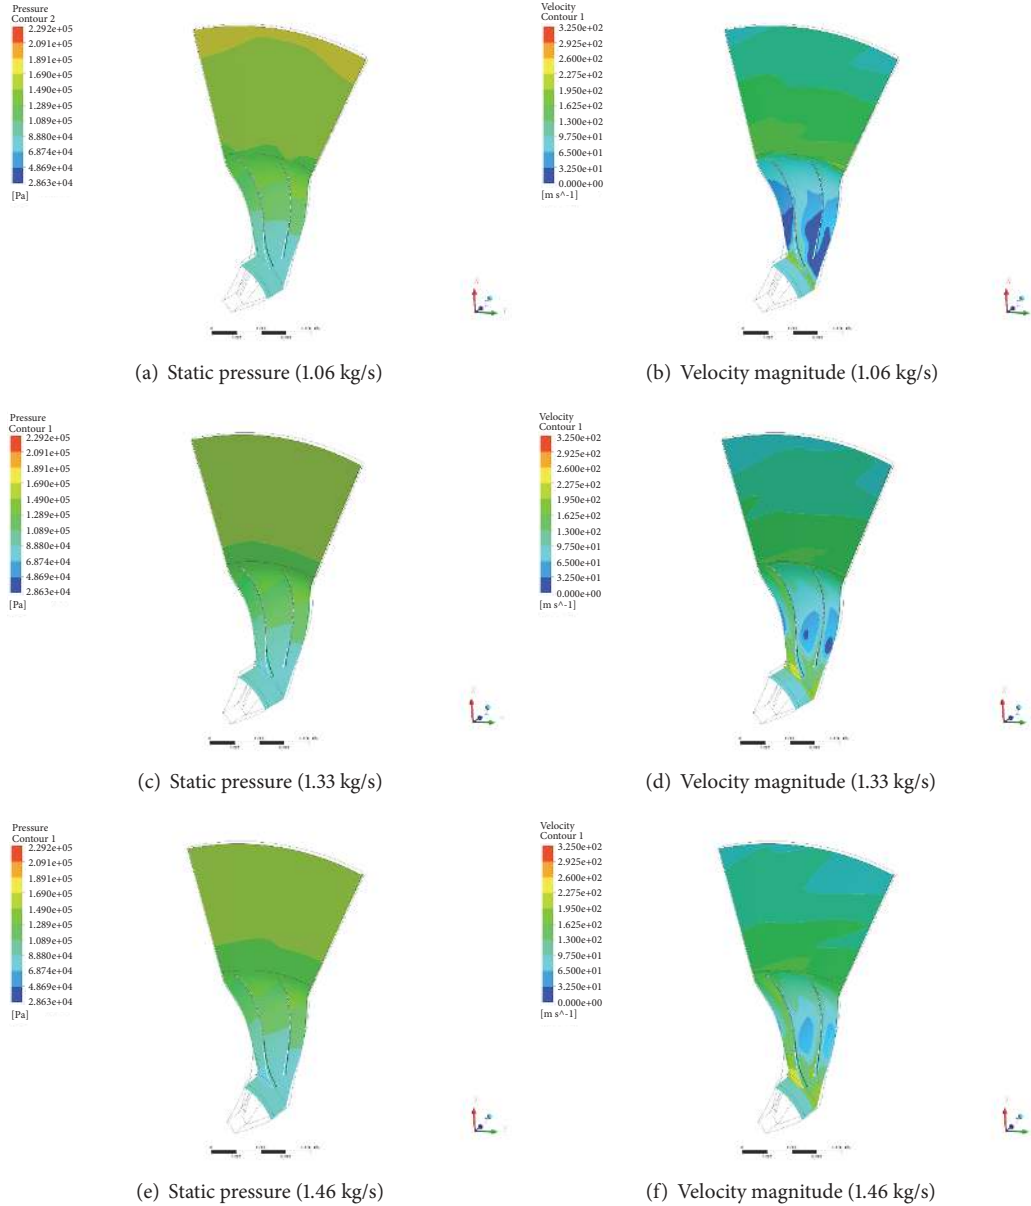 Pressure
Contour 2
2.292e+05
2.091e+05
1.891e+05
1.690e+05
1.490e+05
1.289e+05
1.089e+05
8.880e+04
6.874e+04
4.869e+04
2.863e+04
[Pa]
Velocity
Contour 1
3.250e+02
2.925e+02
2.600e+02
2.275e+02
1.950e+02
1.625e+02
1.300e+02
9.750e+01
6.500e+01
3.250e+01
0.000e+00
[m s^-1]
(a) Static pressure (1.06 kg/s)
(b) Velocity magnitude (1.06 kg/s)
Pressure
Contour 1
2.292e+05
2.091e+05
1.891e+05
1.690e+05
1.490e+05
1.289e+05
1.089e+05
8.880e+04
6.874e+04
4.869e+04
2.863e+04
[Pa]
Velocity
Contour 1
3.250e+02
2.925e+02
2.600e+02
2.275e+02
1.950e+02
1.625e+02
1.300e+02
9.750e+01
6.500e+01
3.250e+01
0.000e+00
[m s^-1]
(c) Static pressure (1.33 kg/s)
(d) Velocity magnitude (1.33 kg/s)
Pressure
Contour 1
2.292e+05
2.091e+05
1.891e+05
1.690e+05
1.490e+05
1.289e+05
1.089e+05
8.880e+04
6.874e+04
4.869e+04
2.863e+04
[Pa]
Velocity
Contour 1
3.250e+02
2.925e+02
2.600e+02
2.275e+02
1.950e+02
1.625e+02
1.300e+02
9.750e+01
6.500e+01
3.250e+01
0.000e+00
[m s^-1]
(e) Static pressure (1.46 kg/s)
(f) Velocity magnitude (1.46 kg/s)